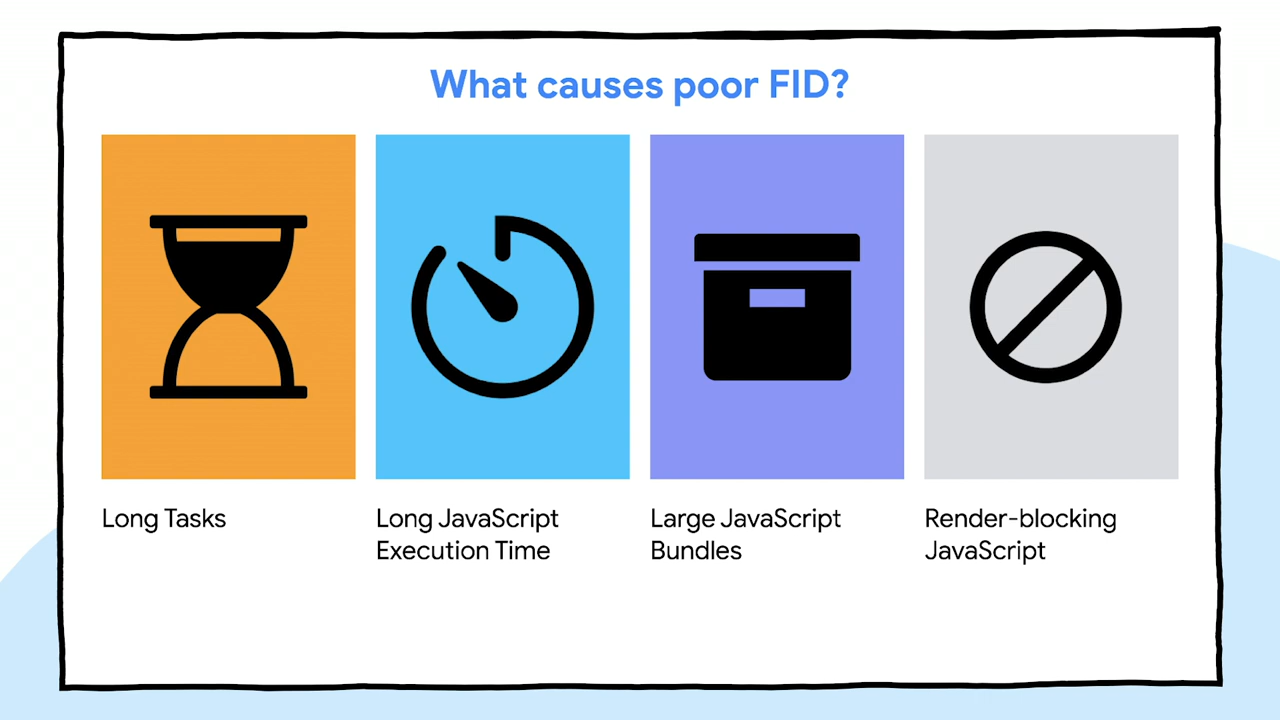 What causes poor FID?
Long Tasks
Long JavaScript
Execution Time
Large JavaScript
Bundles
Render-blocking
JavaScript